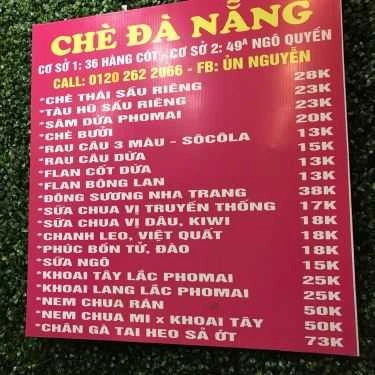 CHÈ ĐÀ NẴNG
CƠ SỞ 1: 36 HÀNG CÓT - CƠ SỞ 2: 49A NGÔ QUYỀN
CALL: 0120 262 2066 - FB: ỦN NGUYỄN
*CHÈ THÁI SẦU RIÊNG 28K
*TÀU HŨ SẦU RIÊNG 23K
*SÂM DỨA PHOMAI 23K
*CHÈ BƯỞI 20K
*RAU CÂU 3 MÀU - SÔCÔLA 13K
*RAU CÂU DỪA 15K
*FLAN CỐT DỪA 13K
*FLAN BÔNG LAN 13K
*ĐÔNG SƯƠNG NHA TRANG 38K
*SỮA CHUA VỊ TRUYỀN THỐNG 17K
*SỮA CHUA VỊ DÂU, KIWI 18K
*CHANH LEO, VIỆT QUẤT 18K
*PHÚC BỒN TỬ, ĐÀO 18K
*SỮA NGÔ 15K
*KHOAI TÂY LẮC PHOMAI 25K
*KHOAI LANG LẮC PHOMAI 25K
*NEM CHUA RÁN 50K
*NEM CHUA MIX KHOAI TÂY 50K
*CHÂN GÀ TAI HEO SẢ ỚT 73K